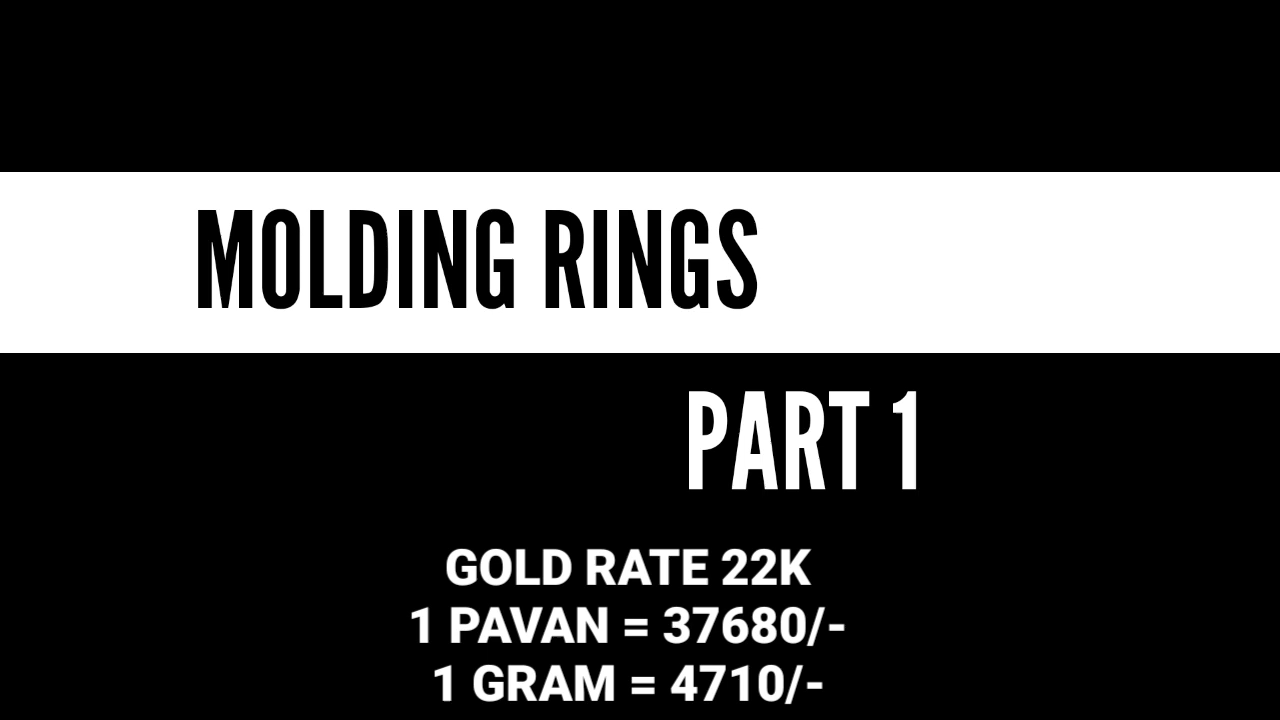 MOLDING RINGS
PART 1
GOLD RATE 22K
1 PAVAN = 37680/-
1 GRAM = 4710/-